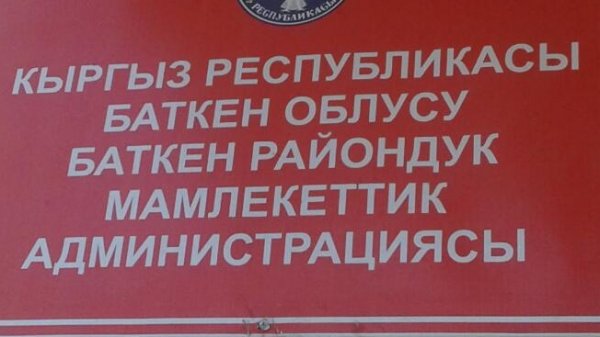 РЕСПУБЛИКАСЫ
КЫРГЫЗ РЕСПУБЛИКАСЫ
БАТКЕН ОБЛУСУ
БАТКЕН РАЙОНДУК
МАМЛЕКЕТТИК
АДМИНИСТРАЦИЯСЫ